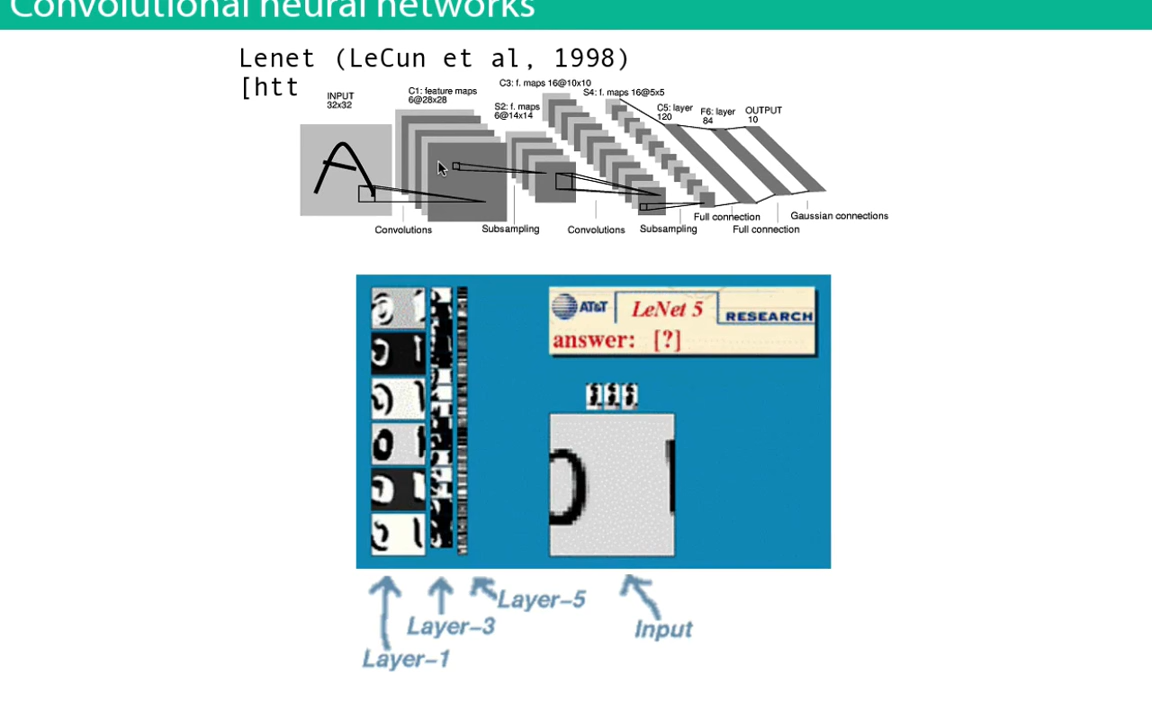 Convolutional neural networks
Lenet (LeCun et al, 1998)
[htt
INPUT
32x32
C1: feature maps
6@28x28
S2: f. maps
6@14x14
C3: f. maps 16@10x10
S4: f. maps 16@5x5
C5: layer
120
F6: layer
84
OUTPUT
10
Convolutions
Subsampling
Convolutions
Subsampling
Full connection
Full connection
Gaussian connections
AT&T
LeNet 5
RESEARCH
answer: [?]
Layer-5
Layer-3
Layer-1
Input